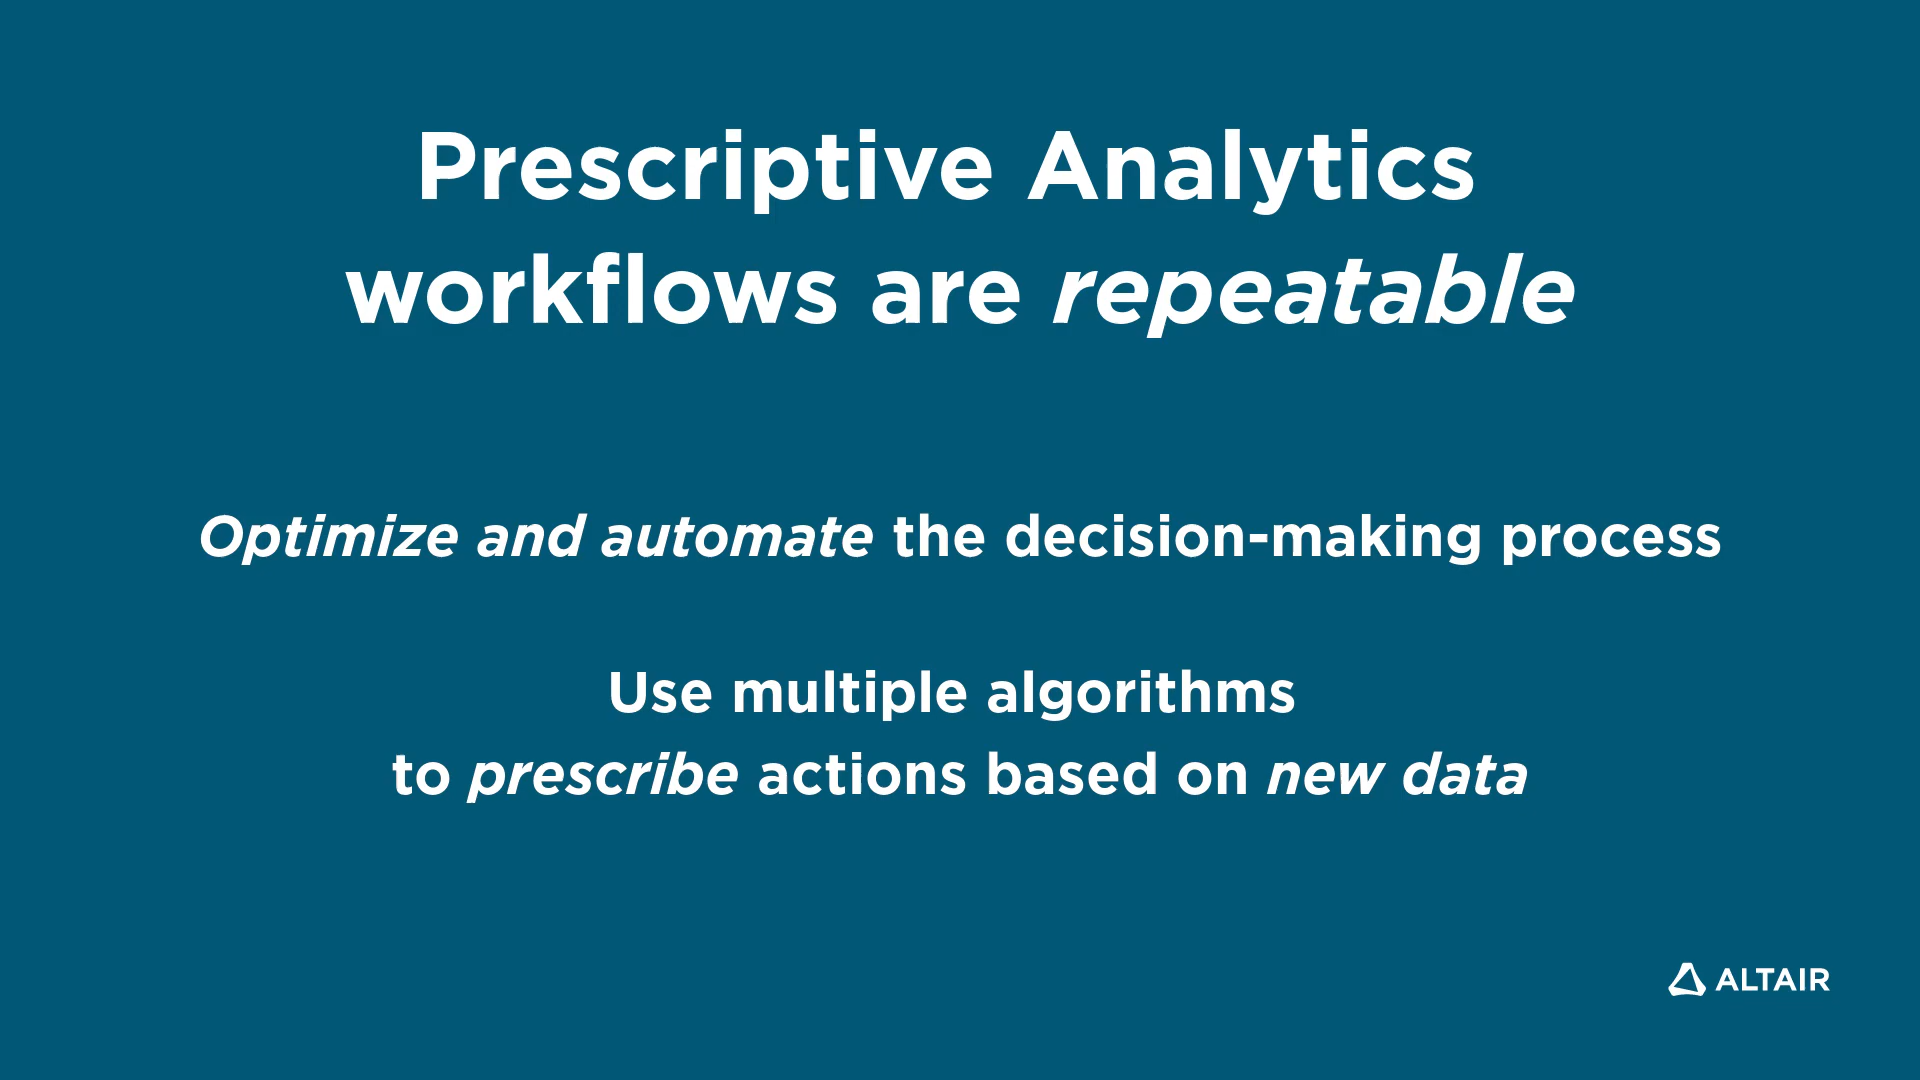 Prescriptive Analytics
workflows are repeatable
Optimize and automate the decision-making process
Use multiple algorithms
to prescribe actions based on new data
ALTAIR